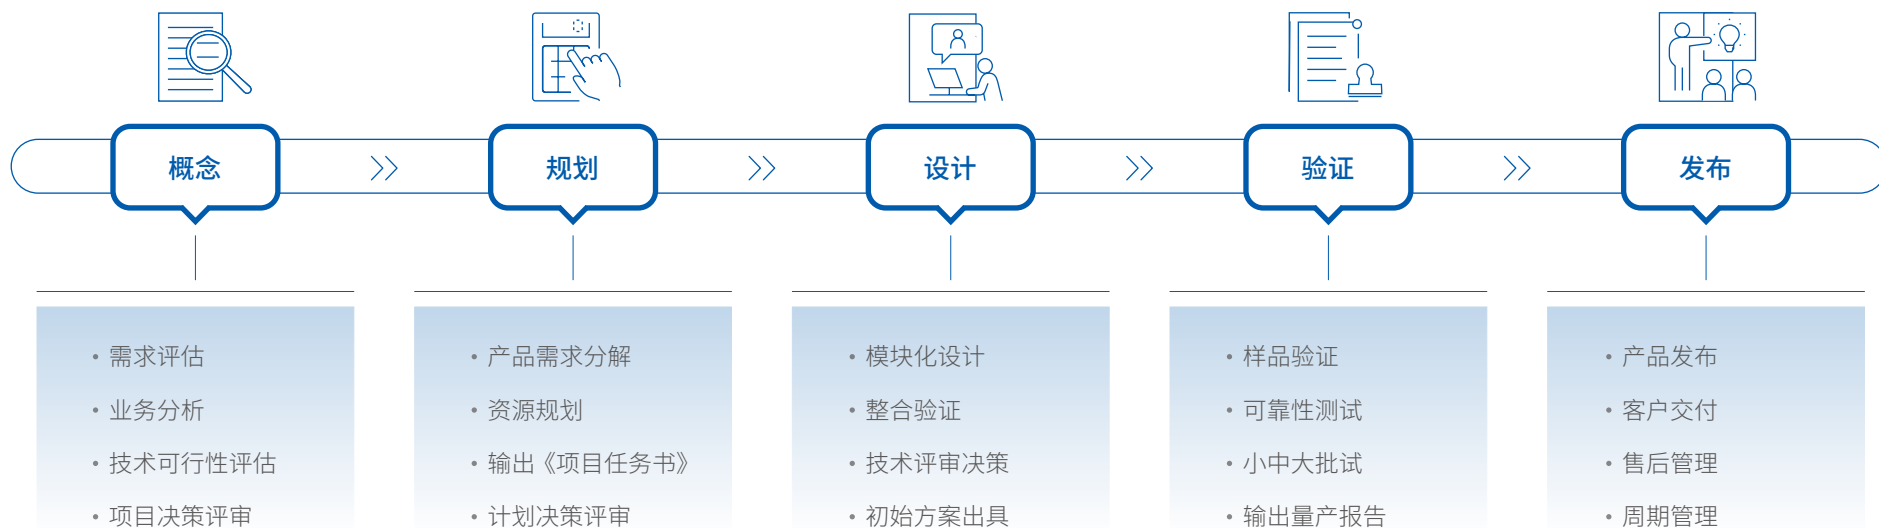 概念
规划
设计
验证
发布
• 需求评估
• 业务分析
• 技术可行性评估
• 项目决策评审
• 产品需求分解
• 资源规划
• 输出《项目任务书》
• 计划决策评审
• 模块化设计
• 整合验证
• 技术评审决策
• 初始方案出具
• 样品验证
• 可靠性测试
• 小中大批试
• 输出量产报告
• 产品发布
• 客户交付
• 售后管理
• 周期管理